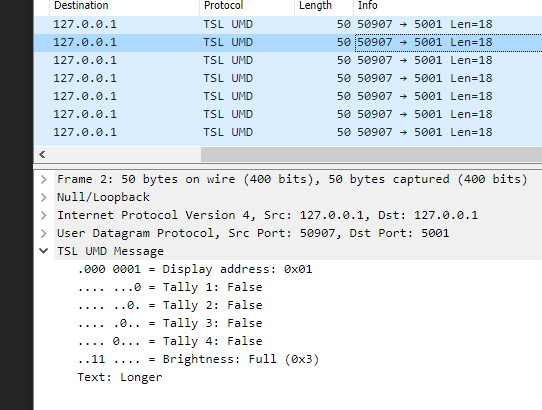 Destination Protocol Length Info
127.0.0.1 TSL UMD 50 50907 → 5001 Len=18
127.0.0.1 TSL UMD 50 50907 → 5001 Len=18
127.0.0.1 TSL UMD 50 50907 → 5001 Len=18
127.0.0.1 TSL UMD 50 50907 → 5001 Len=18
127.0.0.1 TSL UMD 50 50907 → 5001 Len=18
127.0.0.1 TSL UMD 50 50907 → 5001 Len=18
127.0.0.1 TSL UMD 50 50907 → 5001 Len=18
Frame 2: 50 bytes on wire (400 bits), 50 bytes captured (400 bits)
Null/Loopback
Internet Protocol Version 4, Src: 127.0.0.1, Dst: 127.0.0.1
User Datagram Protocol, Src Port: 50907, Dst Port: 5001
TSL UMD Message
.000 0001 = Display address: 0x01
.... ...0 = Tally 1: False
.... ..0. = Tally 2: False
.... .0.. = Tally 3: False
.... 0... = Tally 4: False
..11 .... = Brightness: Full (0x3)
Text: Longer